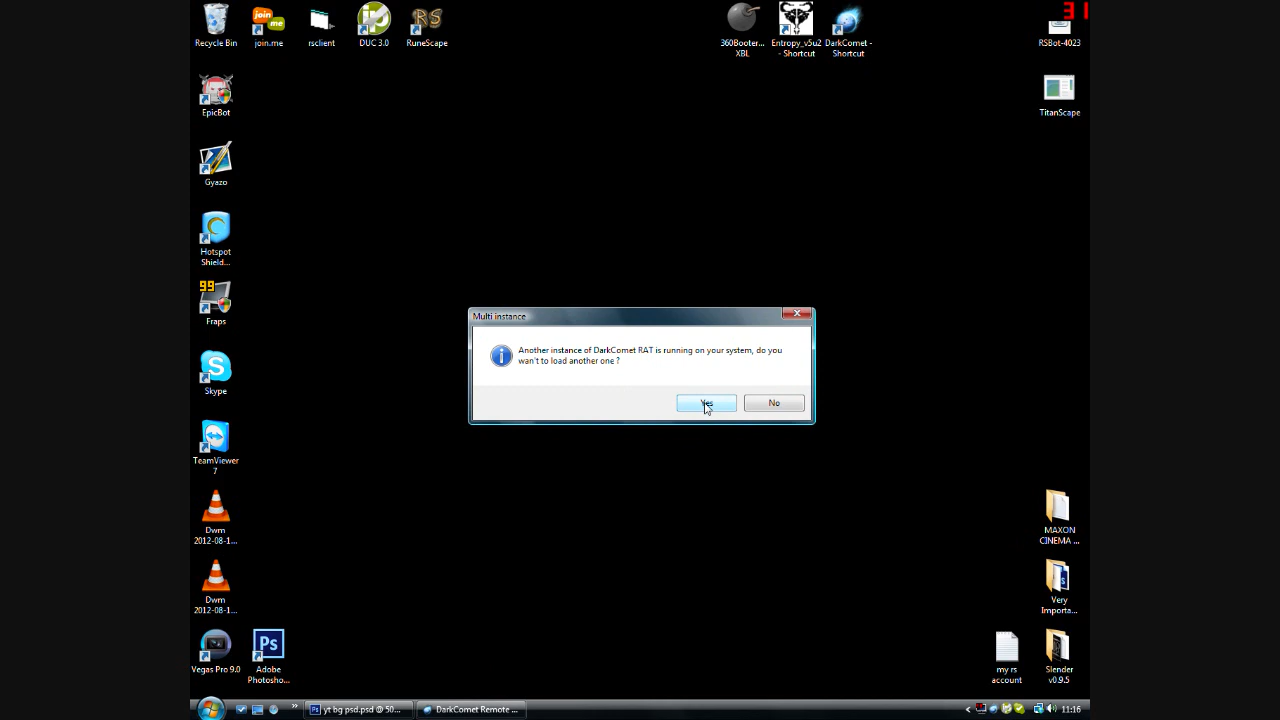 31
Recycle Bin
join.me
rsclient
DUC 3.0
RuneScape
360Booter... XBL
Entropy_v5u2 - Shortcut
DarkComet - Shortcut
RSBot-4023
EpicBot
TitanScape
Gyazo
Hotspot Shield...
99
Fraps
Skype
TeamViewer 7
Dwm 2012-08-1...
Dwm 2012-08-1...
Vegas Pro 9.0
Ps
Adobe Photosho...
Multi instance
Another instance of DarkComet RAT is running on your system, do you
wan't to load another one ?
Yes
No
MAXON CINEMA ...
Very Importa...
my rs account
Slender v0.9.5
yt bg psd.psd @ 50...
DarkComet Remote ...
11:16